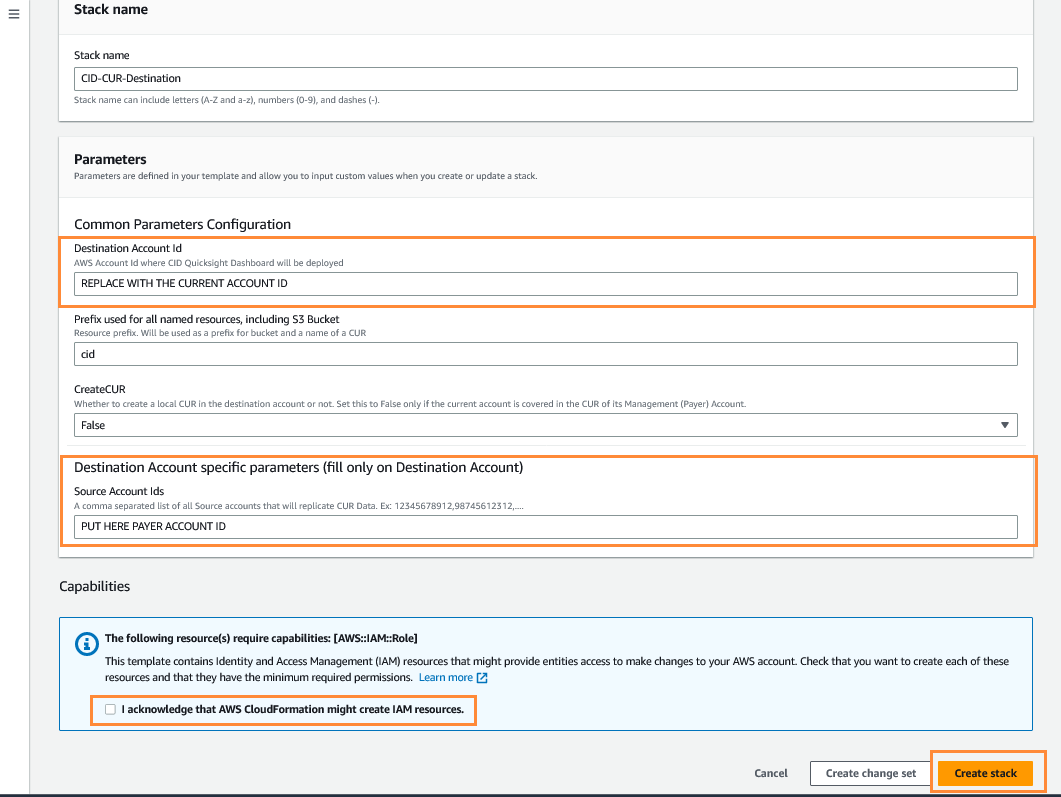 Stack name
Stack name
CID-CUR-Destination
Stack name can include letters (A-Z and a-z), numbers (0-9), and dashes (-).
Parameters
Parameters are defined in your template and allow you to input custom values when you create or update a stack.
Common Parameters Configuration
Destination Account Id
AWS Account Id where CID Quicksight Dashboard will be deployed
REPLACE WITH THE CURRENT ACCOUNT ID
Prefix used for all named resources, including S3 Bucket
Resource prefix. Will be used as a prefix for bucket and a name of a CUR
cid
CreateCUR
Whether to create a local CUR in the destination account or not. Set this to False only if the current account is covered in the CUR of its Management (Payer) Account.
False
Destination Account specific parameters (fill only on Destination Account)
Source Account Ids
A comma separated list of all Source accounts that will replicate CUR Data. Ex: 12345678912,98745612312,....
PUT HERE PAYER ACCOUNT ID
Capabilities
The following resource(s) require capabilities: [AWS::IAM::Role]
This template contains Identity and Access Management (IAM) resources that might provide entities access to make changes to your AWS account. Check that you want to create each of these
resources and that they have the minimum required permissions. Learn more
I acknowledge that AWS CloudFormation might create IAM resources.
Cancel Create change set Create stack